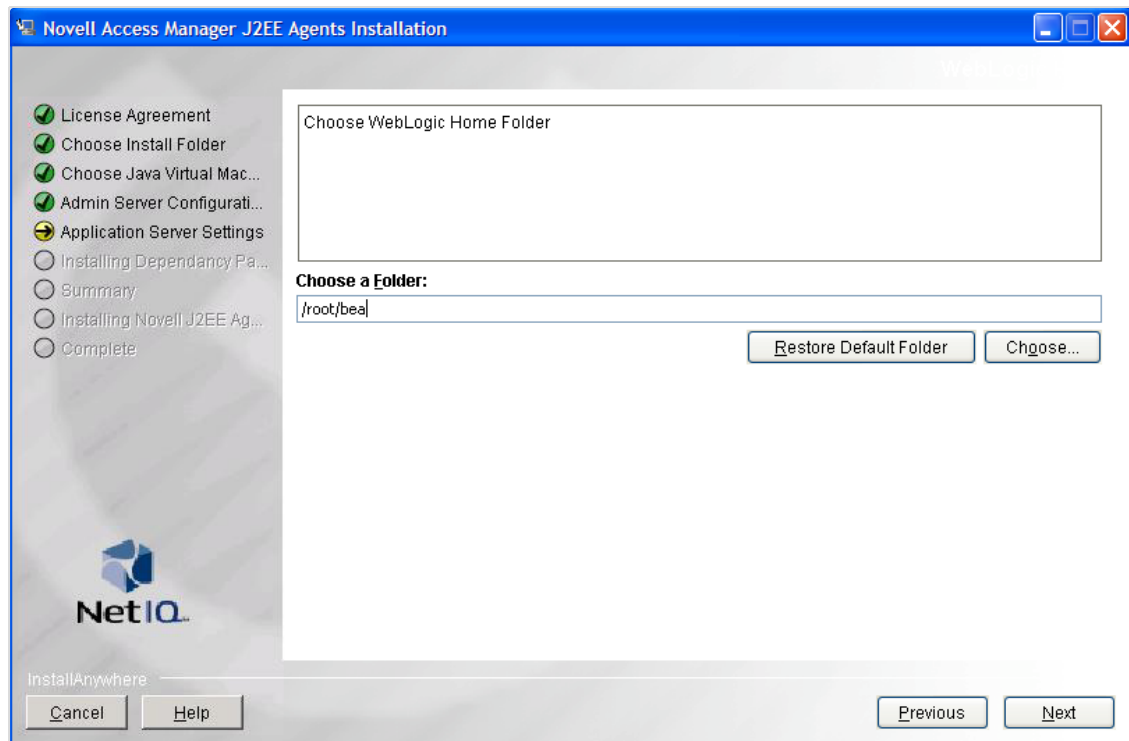 Novell Access Manager J2EE Agents Installation
License Agreement
Choose Install Folder
Choose Java Virtual Mac...
Admin Server Configurati...
Application Server Settings
Installing Dependancy Pa...
Summary
Installing Novell J2EE Ag...
Complete
Choose WebLogic Home Folder
Choose a Folder:
/root/bea
Restore Default Folder
Choose...
NetIQ
InstallAnywhere
Cancel
Help
Previous
Next